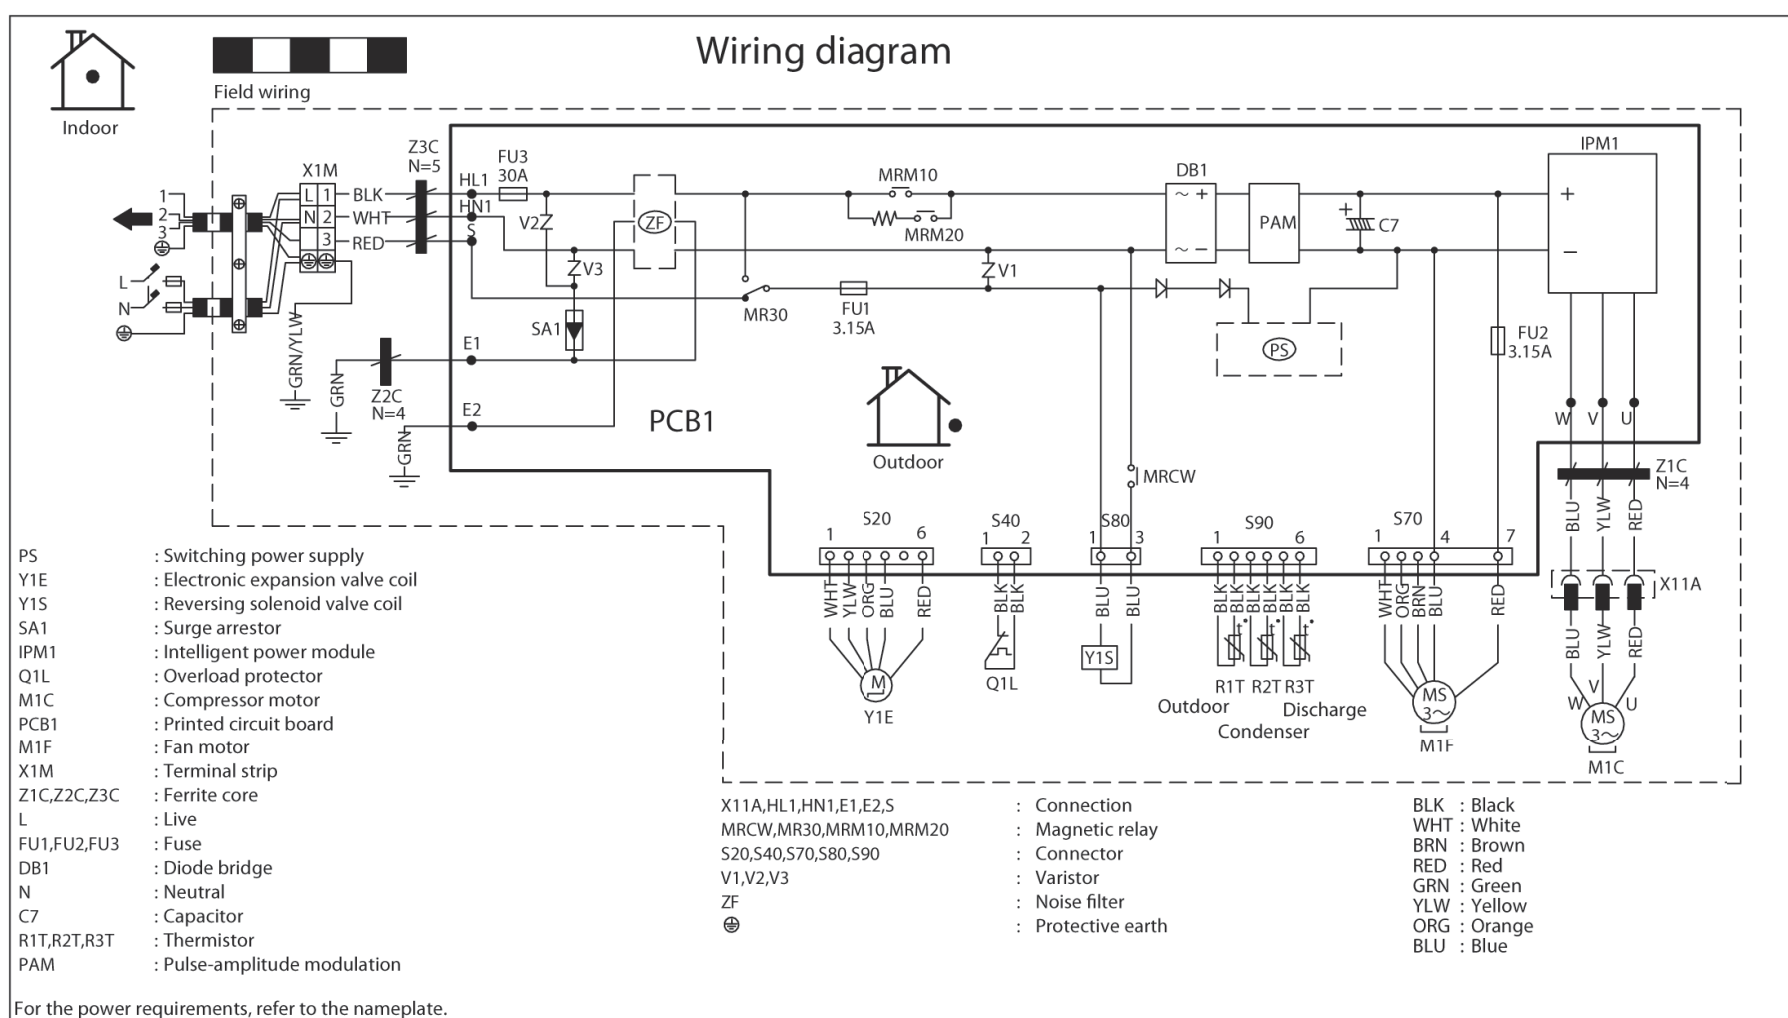 Wiring diagram
Indoor
Field wiring
X1M
Z3C
N=5
HL1
HN1
S
FU3
30A
V2
V3
ZF
MRM10
MRM20
DB1
~ +
~ −
PAM
+
C7
IPM1
+
−
1
2
3
L
N
L 1
N 2
3
BLK
WHT
RED
GRN/YLW
GRN
Z2C
N=4
GRN
E1
E2
SA1
MR30
FU1
3.15A
V1
PS
FU2
3.15A
PCB1
Outdoor
MRCW
W V U
Z1C
N=4
BLU YLW RED
X11A
BLU YLW RED
W V U
MS
3~
M1C
S20
1 6
WHT YLW ORG BLU RED
M
Y1E
S40
1 2
BLK BLK
Q1L
S80
1 3
BLU BLU
Y1S
S90
1 6
BLK BLK BLK BLK BLK BLK
R1T R2T R3T
Outdoor
Condenser
Discharge
S70
1 4 7
WHT ORG BRN BLU RED
MS
3~
M1F
PS : Switching power supply
Y1E : Electronic expansion valve coil
Y1S : Reversing solenoid valve coil
SA1 : Surge arrestor
IPM1 : Intelligent power module
Q1L : Overload protector
M1C : Compressor motor
PCB1 : Printed circuit board
M1F : Fan motor
X1M : Terminal strip
Z1C,Z2C,Z3C : Ferrite core
L : Live
FU1,FU2,FU3 : Fuse
DB1 : Diode bridge
N : Neutral
C7 : Capacitor
R1T,R2T,R3T : Thermistor
PAM : Pulse-amplitude modulation
X11A,HL1,HN1,E1,E2,S : Connection
MRCW,MR30,MRM10,MRM20 : Magnetic relay
S20,S40,S70,S80,S90 : Connector
V1,V2,V3 : Varistor
ZF : Noise filter
: Protective earth
BLK : Black
WHT : White
BRN : Brown
RED : Red
GRN : Green
YLW : Yellow
ORG : Orange
BLU : Blue
For the power requirements, refer to the nameplate.